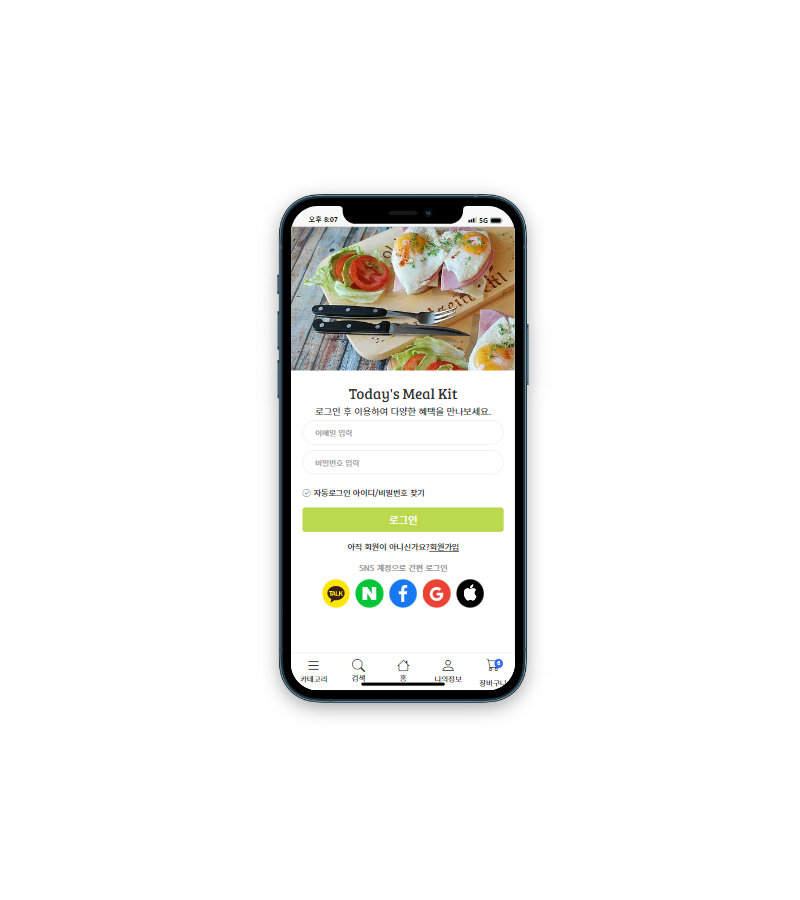 오후 8:07
5G
Today's Meal Kit
로그인 후 이용하여 다양한 혜택을 만나보세요.
이메일 입력
비밀번호 입력
자동로그인 아이디/비밀번호 찾기
로그인
아직 회원이 아니신가요?회원가입
SNS 계정으로 간편 로그인
TALK N f G
카테고리 검색 홈 나의정보 6 장바구니